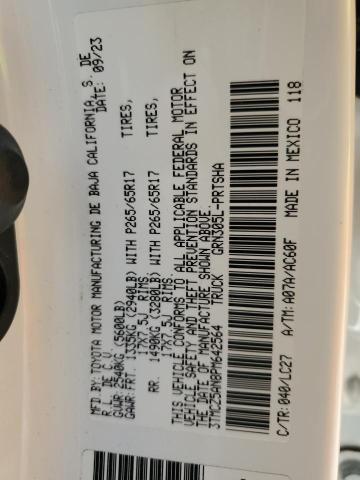 MFD.BY:TOYOTA MOTOR MANUFACTURING DE BAJA CALIFORNIA, S. DE
R.L. DE C.V. DATE: 09/23
GVWR:2540KG (5600LB)
GAWR:FRT. 1335KG (2940LB) WITH P265/65R17 TIRES,
17X7.5J RIMS
RR. 1490KG (3280LB) WITH P265/65R17 TIRES,
17X7.5J RIMS.
THIS VEHICLE CONFORMS TO ALL APPLICABLE FEDERAL MOTOR
VEHICLE SAFETY AND THEFT PREVENTION STANDARDS IN EFFECT ON
THE DATE OF MANUFACTURE SHOWN ABOVE.
3TMCZ5AN8PM642564 TRUCK GRN305L-PRTSHA
C/TR:040/LC27 A/TM:A07A/AC60F MADE IN MEXICO 118